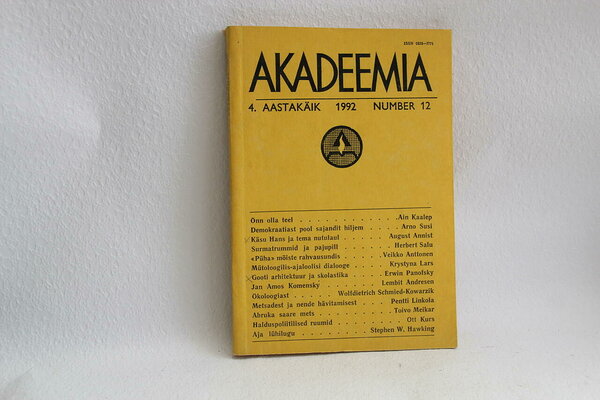 ISSN 0235-7771
AKADEEMIA
4. AASTAKÄIK 1992 NUMBER 12
Õnn olla teel . . . . . . . . . . . Ain Kaalep
Demokraatiast pool sajandit hiljem . . . . Arno Susi
Käsu Hans ja tema nutulaul . . . . . . August Annist
Surmatrummid ja pajupill . . . . . . Herbert Salu
«Püha» mõiste rahvausundis . . . . . Veikko Anttonen
Mütoloogilis-ajaloolisi dialooge . . . . Krystyna Lars
Gooti arhitektuur ja skolastika . . . . . Erwin Panofsky
Jan Amos Komenský . . . . . . . Lembit Andresen
Ökoloogiast . . . . . . Wolfdietrich Schmied-Kowarzik
Metsadest ja nende hävitamisest . . . . Pentti Linkola
Abruka saare mets . . . . . . . . Toivo Meikar
Halduspoliitilised ruumid . . . . . . . . Ott Kurs
Aja lühilugu . . . . . . . . Stephen W. Hawking